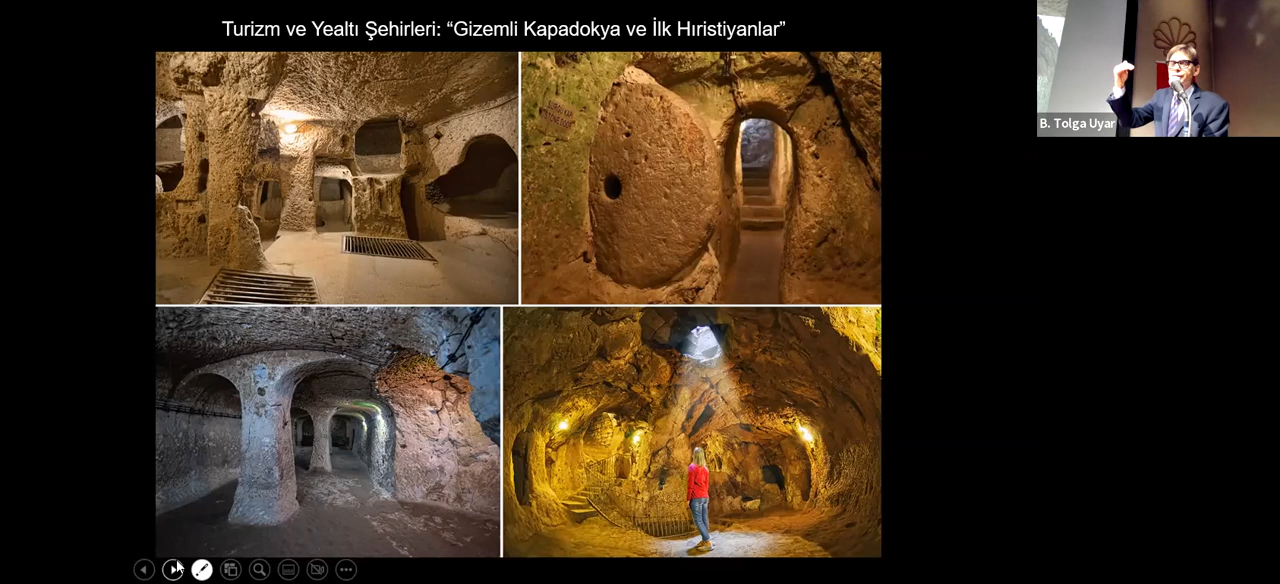 Turizm ve Yealtı Şehirleri: “Gizemli Kapadokya ve İlk Hıristiyanlar”
B. Tolga Uyar